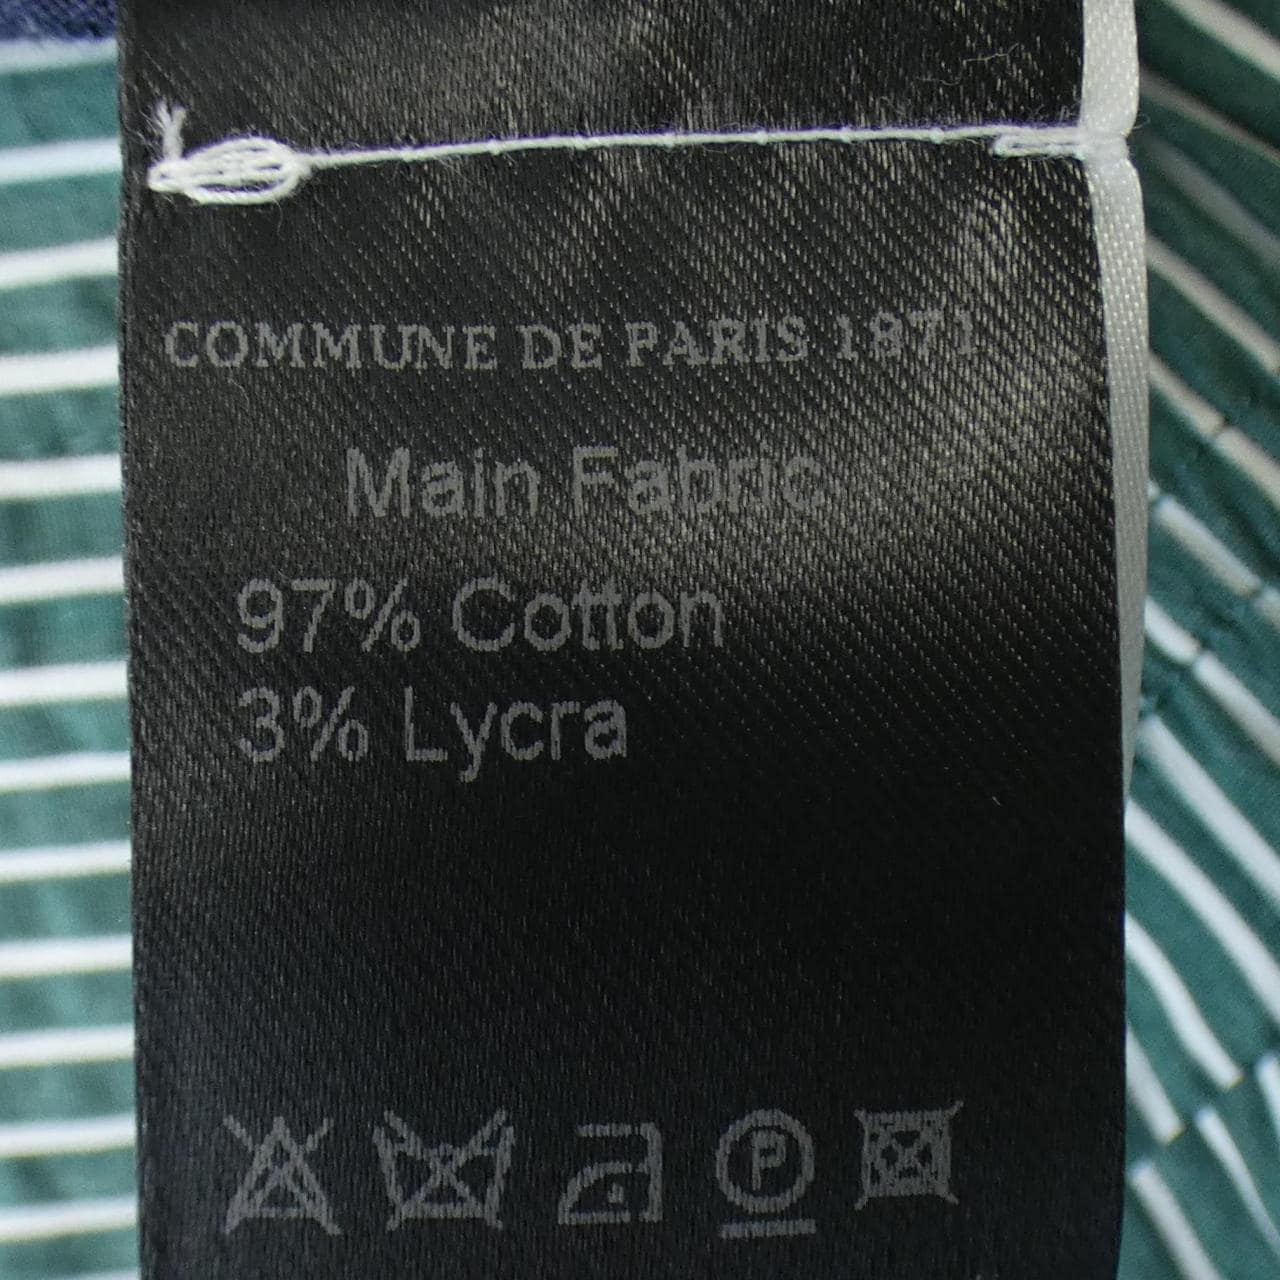 COMMUNE DE PARIS 1871
Main Fabric
97% Cotton
3% Lycra
P